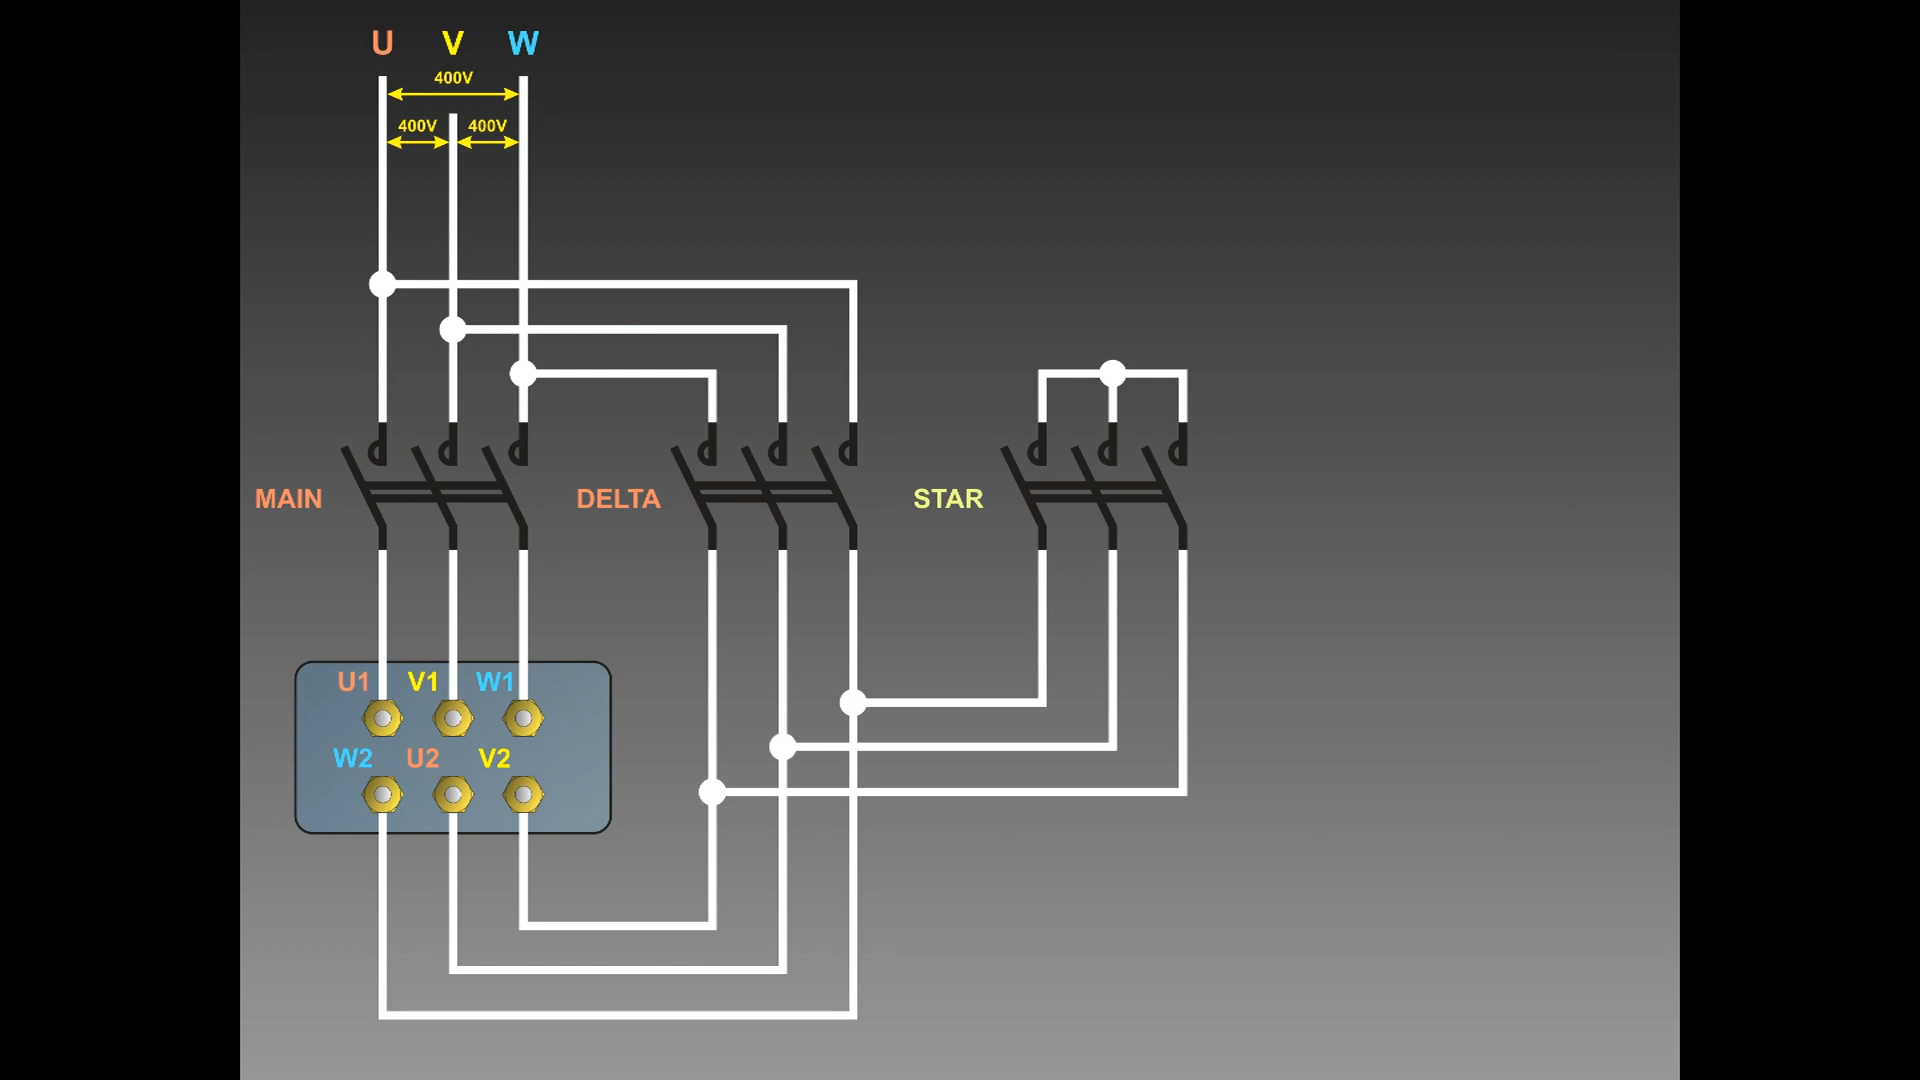 U V W
400V
400V 400V
MAIN DELTA STAR
U1 V1 W1
W2 U2 V2